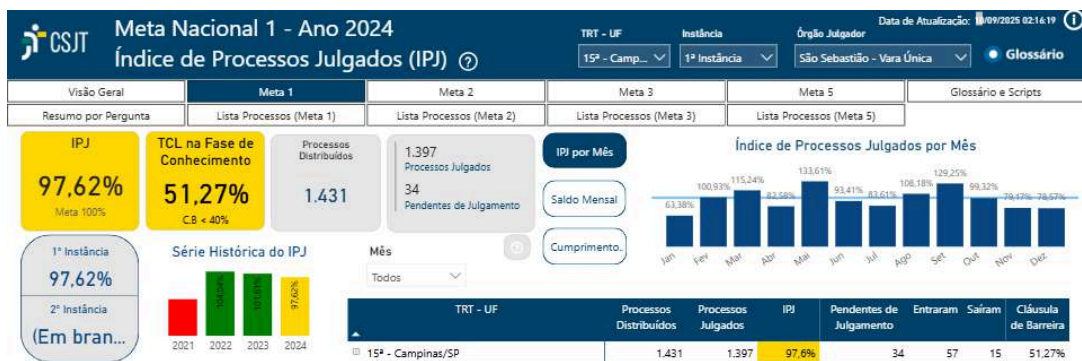 CSJT
Meta Nacional 1 - Ano 2024
Índice de Processos Julgados (IPJ)
Data de Atualização: 10/09/2025 02:16:19
TRT - UF
Instância
Órgão Julgador
15ª - Camp...
1ª Instância
São Sebastião - Vara Única
Glossário
Visão Geral
Meta 1
Meta 2
Meta 3
Meta 5
Glossário e Scripts
Resumo por Pergunta
Lista Processos (Meta 1)
Lista Processos (Meta 2)
Lista Processos (Meta 3)
Lista Processos (Meta 5)
IPJ
97,62%
Meta 100%
TCL na Fase de
Conhecimento
51,27%
C.B < 40%
Processos
Distribuídos
1.431
1.397
Processos Julgados
34
Pendentes de Julgamento
IPJ por Mês
Saldo Mensal
Cumprimento.
Índice de Processos Julgados por Mês
63,38%
100,93%
115,24%
82,58%
133,61%
93,41%
83,61%
108,18%
129,25%
99,32%
79,17%
78,57%
Jan
Fev
Mar
Abr
Mai
Jun
Jul
Ago
Set
Out
Nov
Dez
1ª Instância
97,62%
2ª Instância
(Em bran...
Série Histórica do IPJ
104,04%
101,61%
97,62%
2021
2022
2023
2024
Mês
Todos
TRT - UF
Processos
Distribuídos
Processos
Julgados
IPJ
Pendentes de
Julgamento
Entraram
Saíram
Cláusula
de Barreira
15ª - Campinas/SP
1.431
1.397
97,6%
34
57
15
51,27%